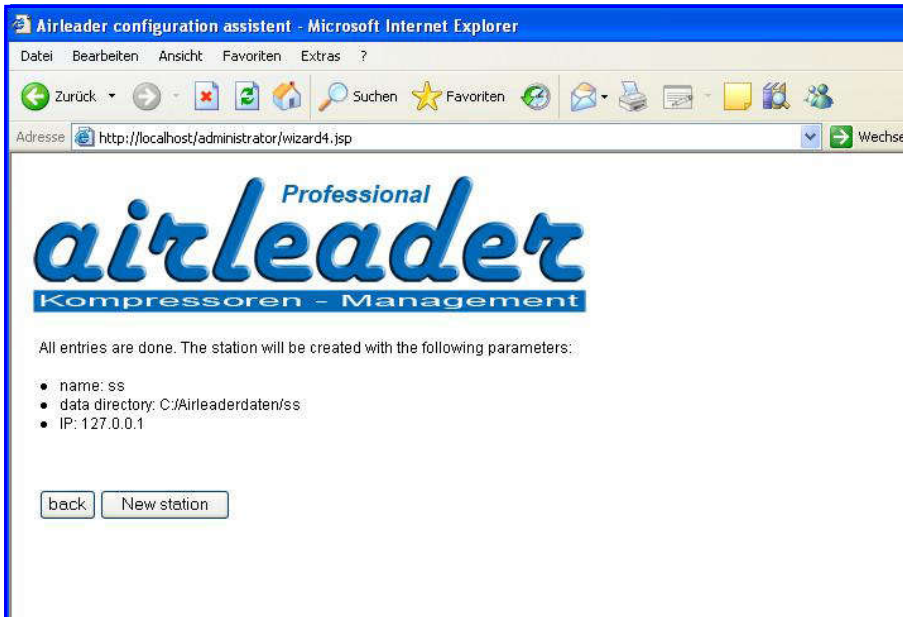 Airleader configuration assistent - Microsoft Internet Explorer
Datei Bearbeiten Ansicht Favoriten Extras ?
Zurück Suchen Favoriten
Adresse http://localhost/administrator/wizard4.jsp
Professional
airleader
Kompressoren - Management
All entries are done. The station will be created with the following parameters:
• name: ss
• data directory: C:/Airleaderdaten/ss
• IP: 127.0.0.1
back New station